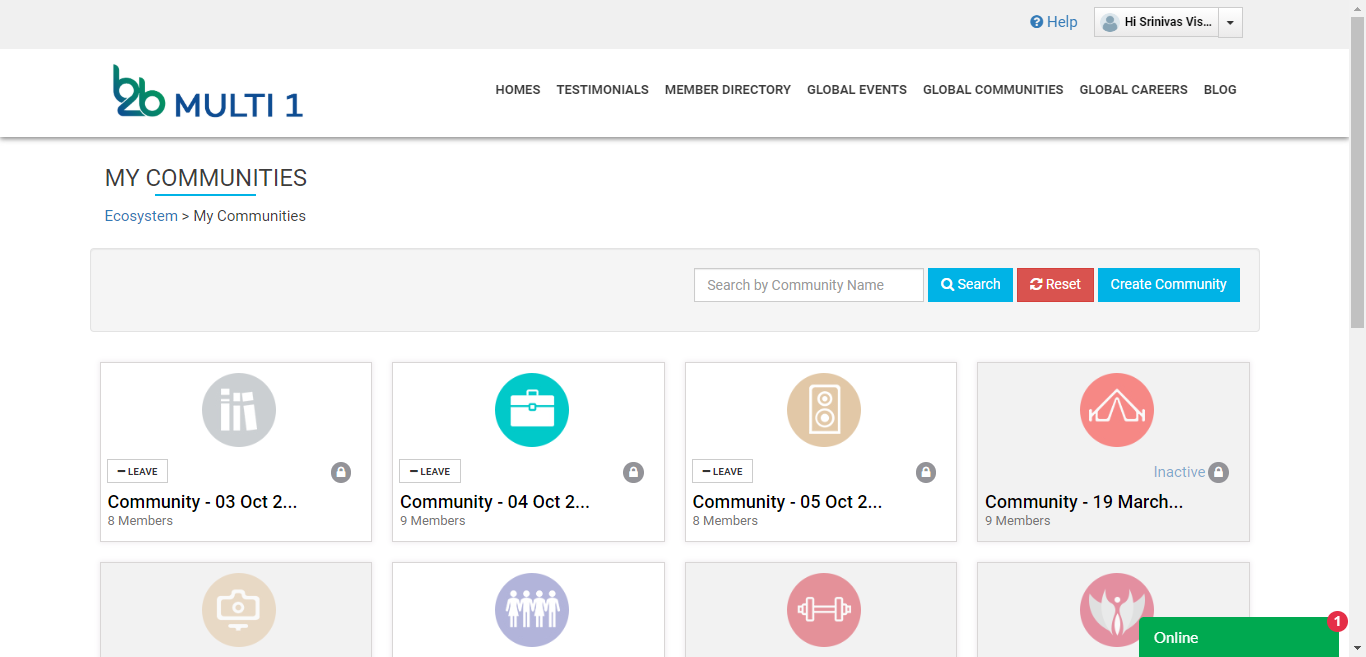 Help
Hi Srinivas Vis...
b2b MULTI 1
HOMES TESTIMONIALS MEMBER DIRECTORY GLOBAL EVENTS GLOBAL COMMUNITIES GLOBAL CAREERS BLOG
MY COMMUNITIES
Ecosystem > My Communities
Search by Community Name
Search
Reset
Create Community
LEAVE
Community - 03 Oct 2...
8 Members
LEAVE
Community - 04 Oct 2...
9 Members
LEAVE
Community - 05 Oct 2...
8 Members
Inactive
Community - 19 March...
9 Members
Online
1